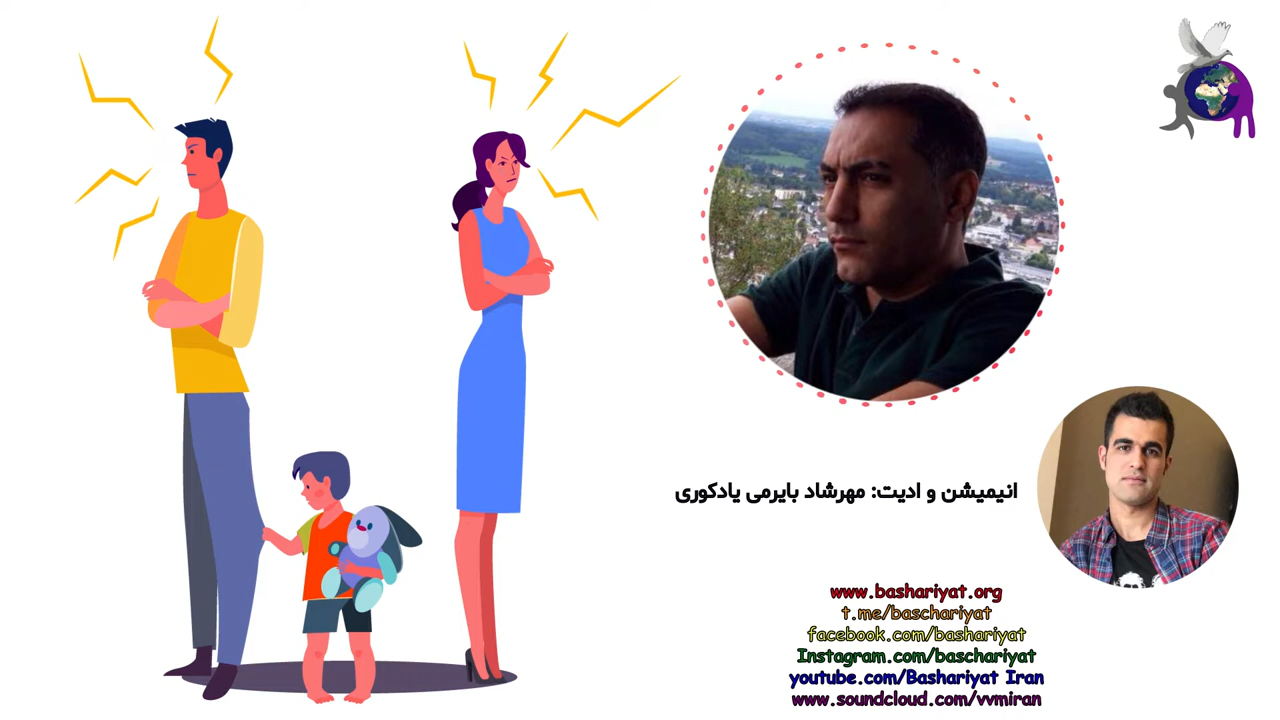 انیمیشن و ادیت: مهرشاد بایرمی یادکوری
www.bashariyat.org
t.me/baschariyat
facebook.com/bashariyat
Instagram.com/baschariyat
youtube.com/Bashariyat Iran
www.soundcloud.com/vvmiran